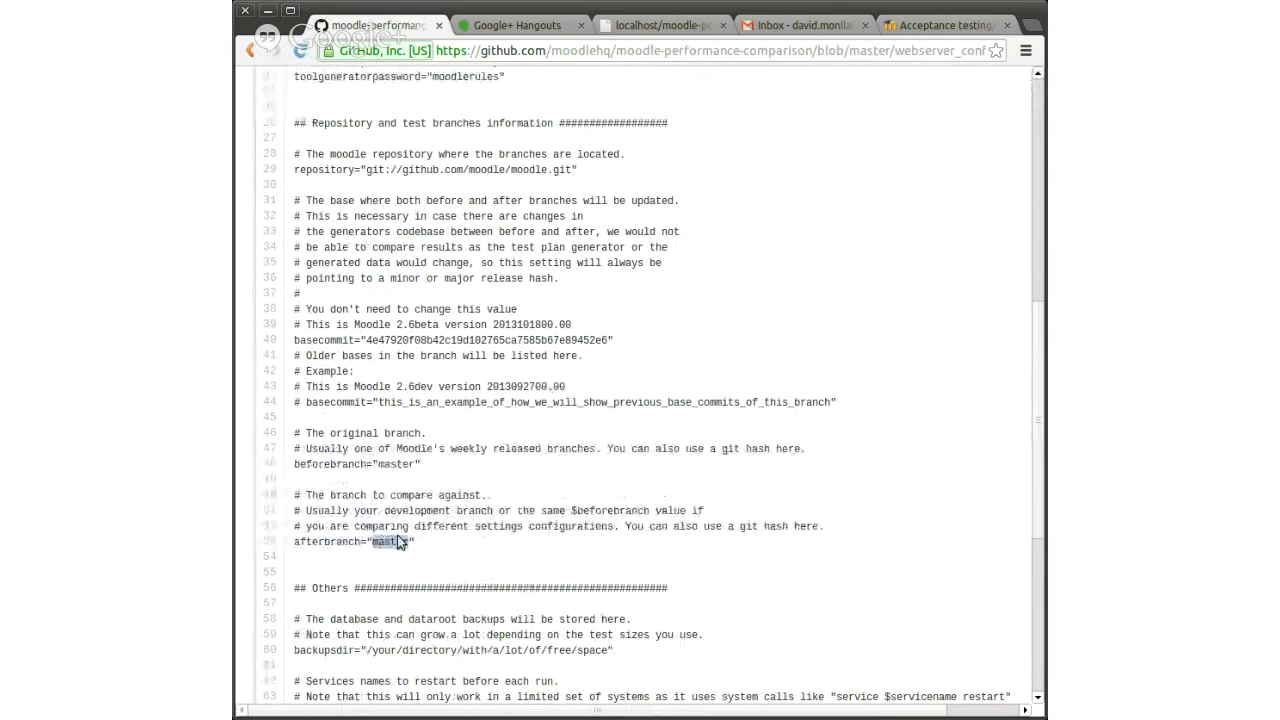 moodle-performan
Google+ Hangouts
localhost/moodle-pe
Inbox - david.monlla
Acceptance testing/
Google+
GitHub, Inc. [US] https://github.com/moodlehq/moodle-performance-comparison/blob/master/webserver_conf
toolgeneratorpassword="moodlerules"
26 ## Repository and test branches information ##################
27
28 # The moodle repository where the branches are located.
29 repository="git://github.com/moodle/moodle.git"
30
31 # The base where both before and after branches will be updated.
32 # This is necessary in case there are changes in
33 # the generators codebase between before and after, we would not
34 # be able to compare results as the test plan generator or the
35 # generated data would change, so this setting will always be
36 # pointing to a minor or major release hash.
37 #
38 # You don't need to change this value
39 # This is Moodle 2.6beta version 2013101800.00
40 basecommit="4e47920f08b42c19d102765ca7585b67e89452e6"
41 # Older bases in the branch will be listed here.
42 # Example:
43 # This is Moodle 2.6dev version 2013092700.00
44 # basecommit="this_is_an_example_of_how_we_will_show_previous_base_commits_of_this_branch"
45
46 # The original branch.
47 # Usually one of Moodle's weekly released branches. You can also use a git hash here.
beforebranch="master"
# The branch to compare against.
# Usually your development branch or the same $beforebranch value if
# you are comparing different settings configurations. You can also use a git hash here.
afterbranch="master"
54
55
56 ## Others ####################################################
57
58 # The database and dataroot backups will be stored here.
59 # Note that this can grow a lot depending on the test sizes you use.
60 backupsdir="/your/directory/with/a/lot/of/free/space"
61
62 # Services names to restart before each run.
63 # Note that this will only work in a limited set of systems as it uses system calls like "service $servicename restart"